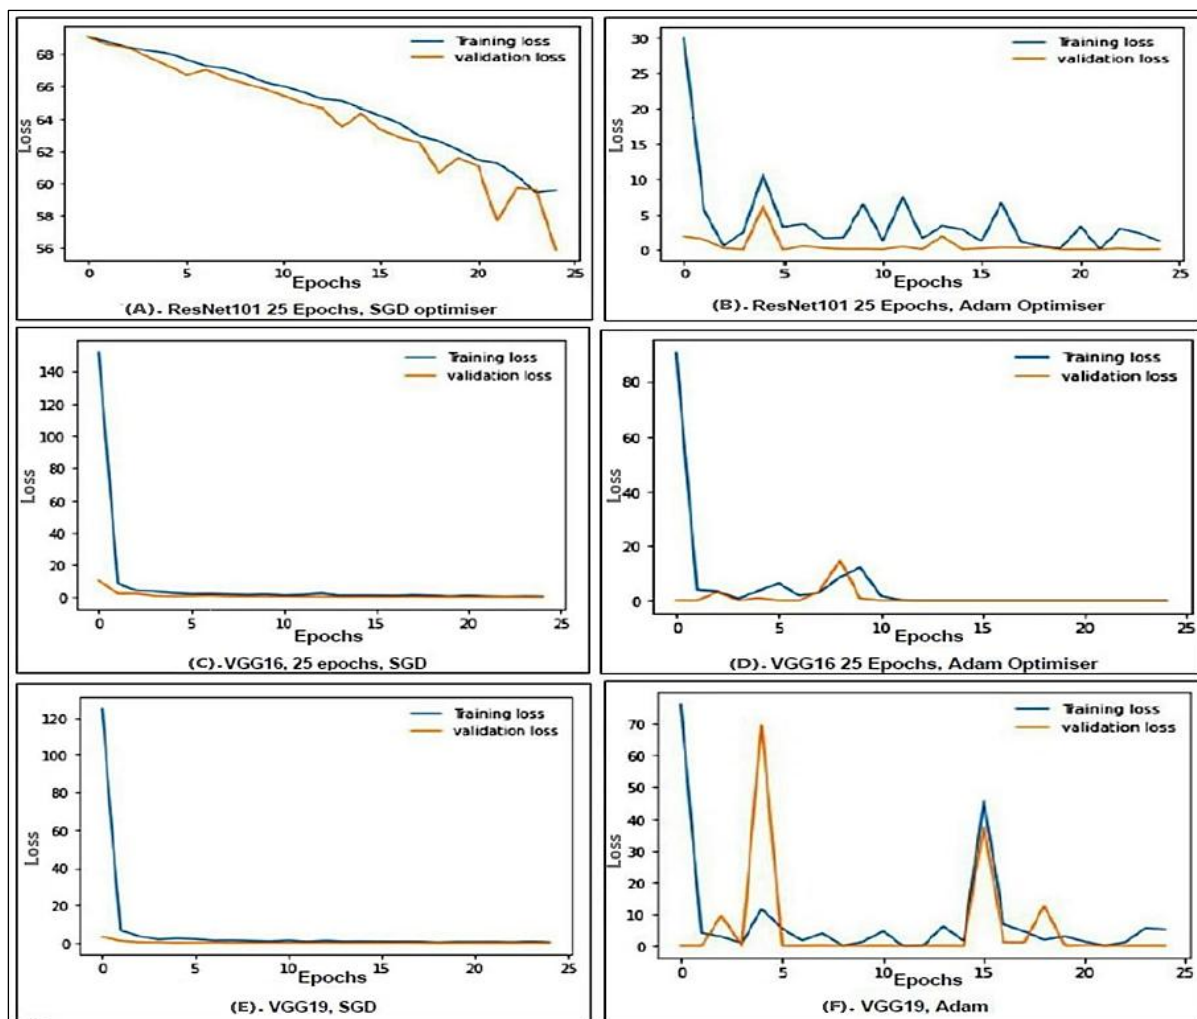 Training loss
validation loss
68
66
64
62
60
58
56
Loss
0
5
10
15
20
25
Epochs
(A). ResNet101 25 Epochs, SGD optimiser
Training loss
validation loss
30
25
20
15
10
5
0
Loss
0
5
10
15
20
25
Epochs
(B). ResNet101 25 Epochs, Adam Optimiser
Training loss
validation loss
140
120
100
80
60
40
20
0
Loss
0
5
10
15
20
25
Epochs
(C). VGG16, 25 epochs, SGD
Training loss
validation loss
80
60
40
20
0
Loss
0
5
10
15
20
25
Epochs
(D). VGG16 25 Epochs, Adam Optimiser
Training loss
validation loss
120
100
80
60
40
20
0
Loss
0
5
10
15
20
25
Epochs
(E). VGG19, SGD
Training loss
validation loss
70
60
50
40
30
20
10
0
Loss
0
5
10
15
20
25
Epochs
(F). VGG19, Adam